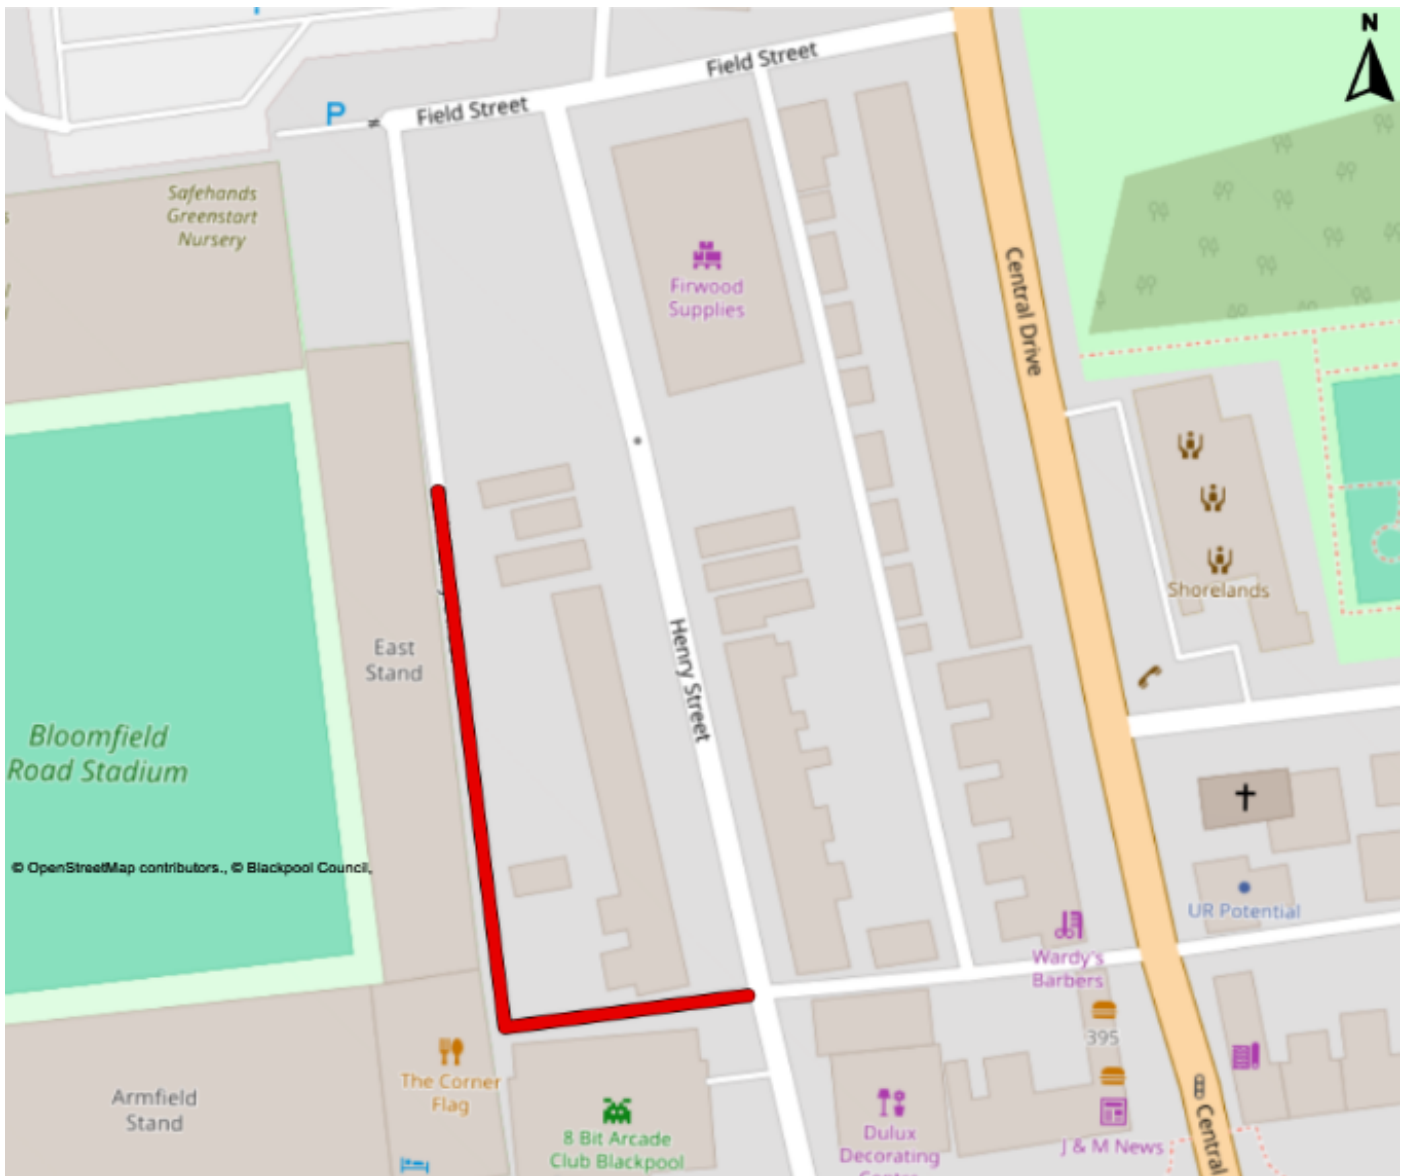 N
P
Field Street
Field Street
Safehands
Greenstart
Nursery
Firwood
Supplies
Central Drive
Shorelands
East
Stand
Henry Street
Bloomfield
Road Stadium
© OpenStreetMap contributors., © Blackpool Council,
UR Potential
Wardy's
Barbers
395
The Corner
Flag
Armfield
Stand
8 Bit Arcade
Club Blackpool
Dulux
Decorating
J & M News
Central